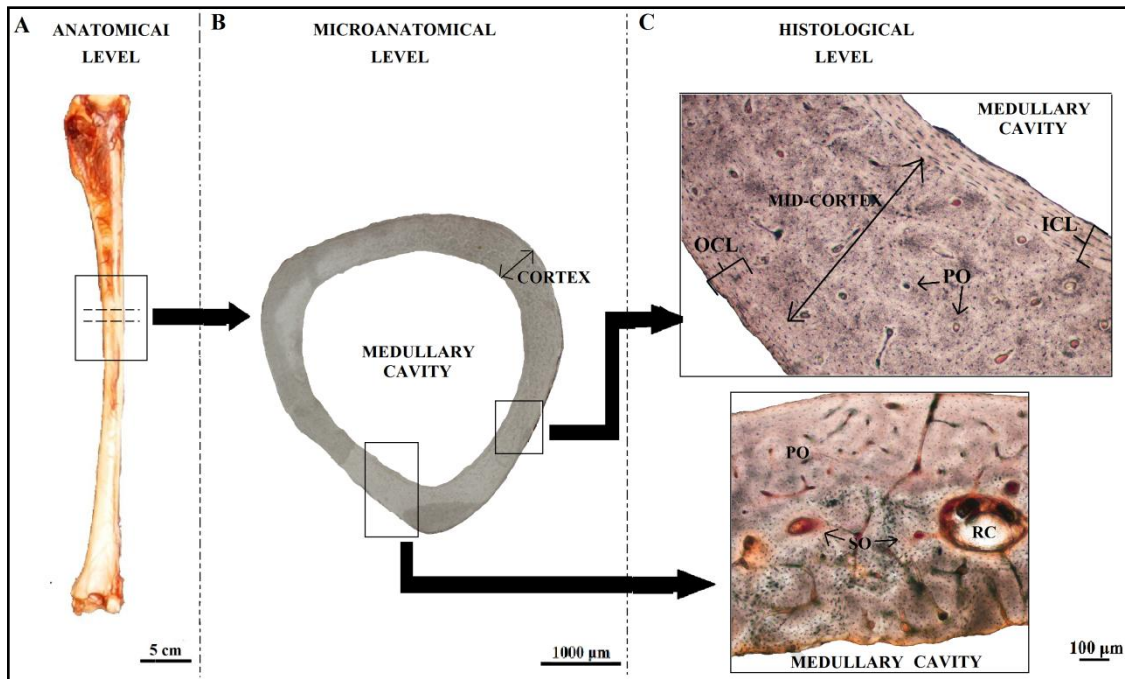 A
ANATOMICAl
LEVEL
5 cm
B
MICROANATOMICAL
LEVEL
CORTEX
MEDULLARY
CAVITY
1000 µm
C
HISTOLOGICAL
LEVEL
MEDULLARY
CAVITY
MID-CORTEX
ICL
OCL
PO
PO
SO
RC
MEDULLARY CAVITY
100 µm